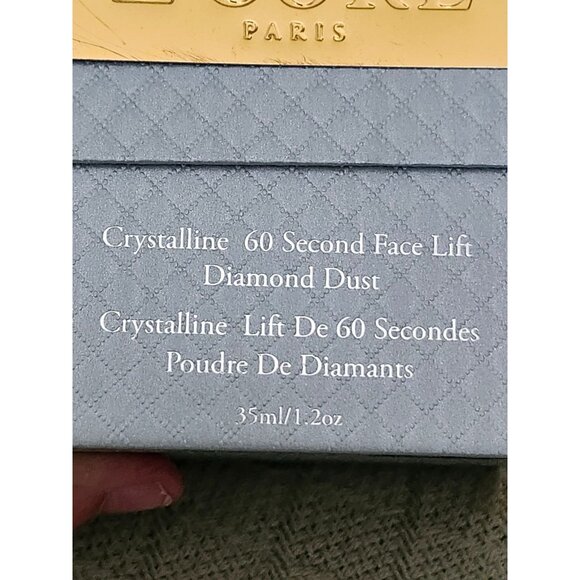 PARIS
Crystalline 60 Second Face Lift
Diamond Dust
Crystalline Lift De 60 Secondes
Poudre De Diamants
35ml/1.2oz